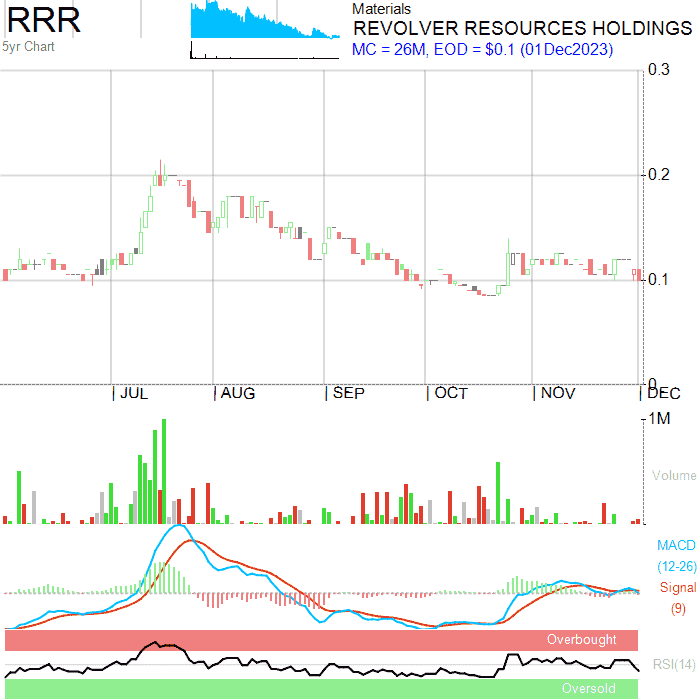 RRR
5yr Chart
Materials
REVOLVER RESOURCES HOLDINGS
MC = 26M, EOD = $0.1 (01Dec2023)
0.3
0.2
0.1
0
JUL
AUG
SEP
OCT
NOV
DEC
1M
Volume
MACD
(12-26)
Signal
(9)
Overbought
RSI(14)
Oversold